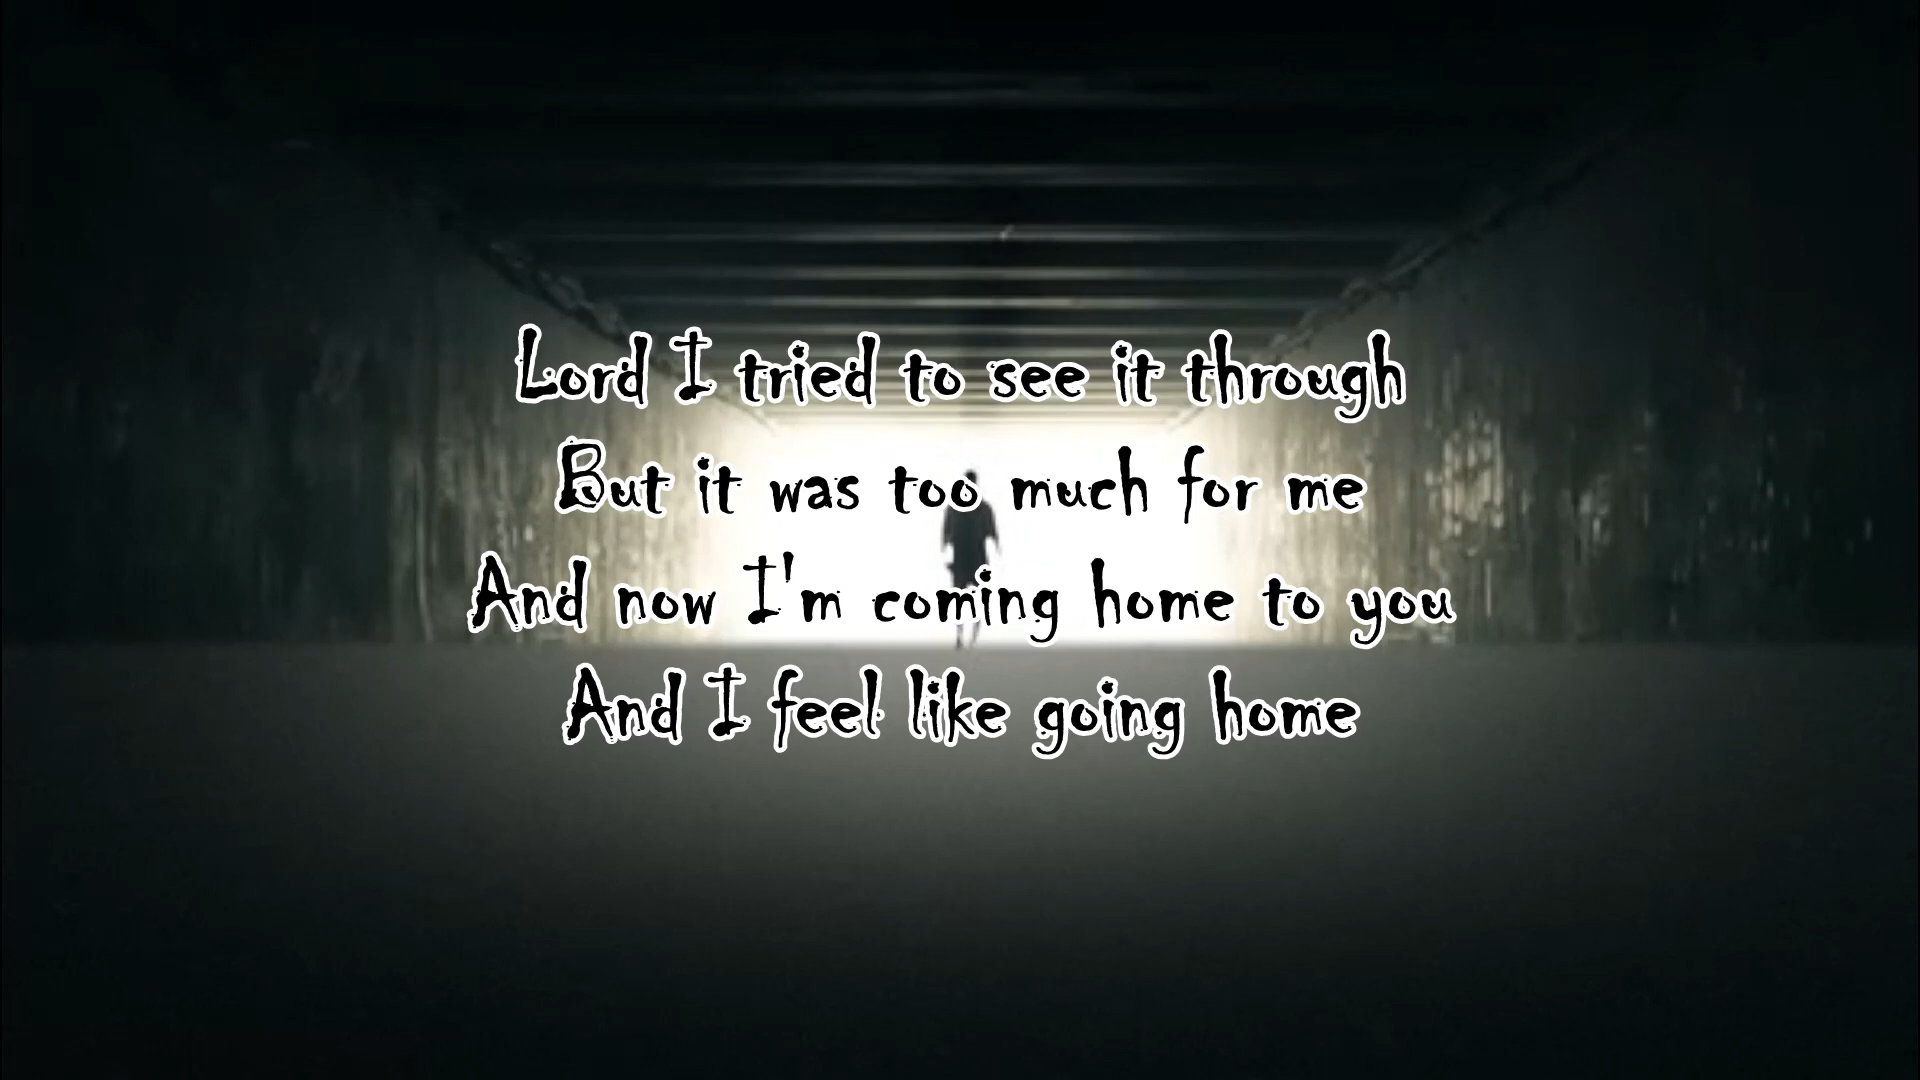 Lord I tried to see it through
But it was too much for me
And now I'm coming home to you
And I feel like going home